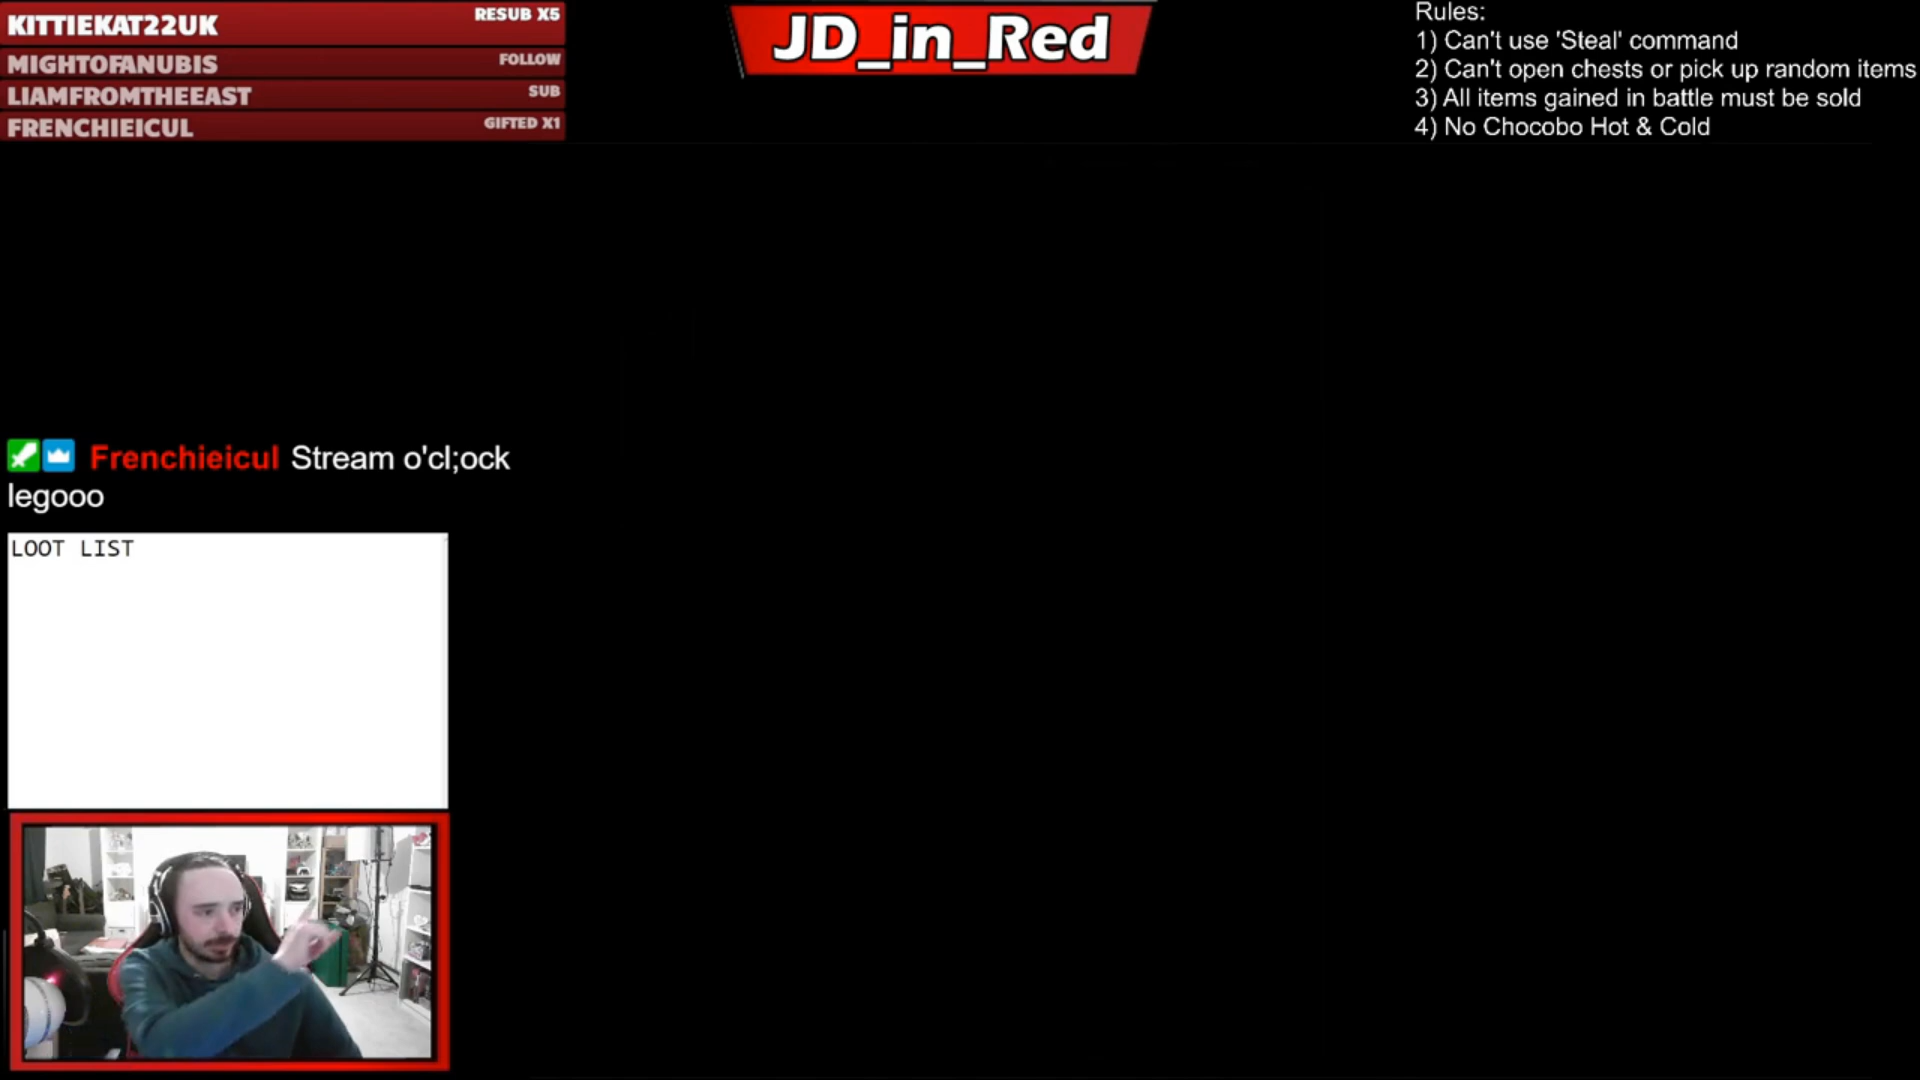 KITTIEKAT22UK RESUB X5
MIGHTOFANUBIS FOLLOW
LIAMFROMTHEEAST SUB
FRENCHIEICUL GIFTED X1
JD_in_Red
Rules:
1) Can't use 'Steal' command
2) Can't open chests or pick up random items
3) All items gained in battle must be sold
4) No Chocobo Hot & Cold
Frenchieicul Stream o'cl;ock
legooo
LOOT LIST